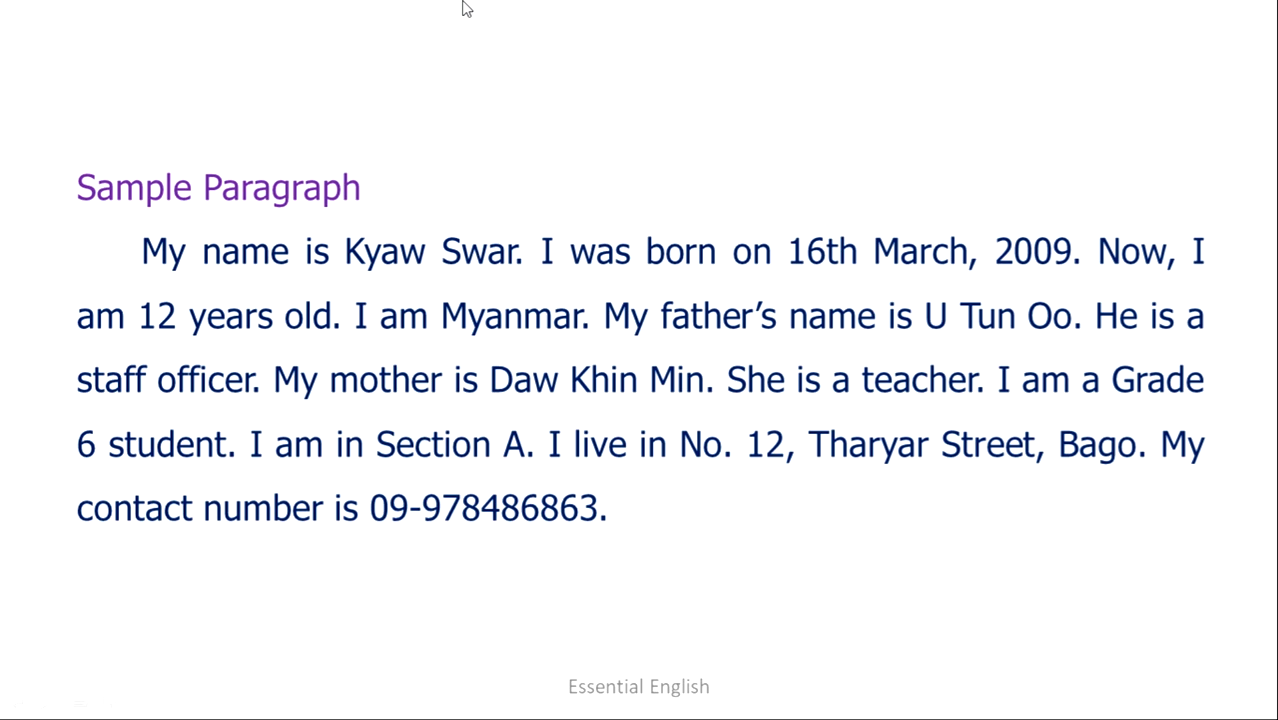 Sample Paragraph
My name is Kyaw Swar. I was born on 16th March, 2009. Now, I
am 12 years old. I am Myanmar. My father’s name is U Tun Oo. He is a
staff officer. My mother is Daw Khin Min. She is a teacher. I am a Grade
6 student. I am in Section A. I live in No. 12, Tharyar Street, Bago. My
contact number is 09-978486863.
Essential English